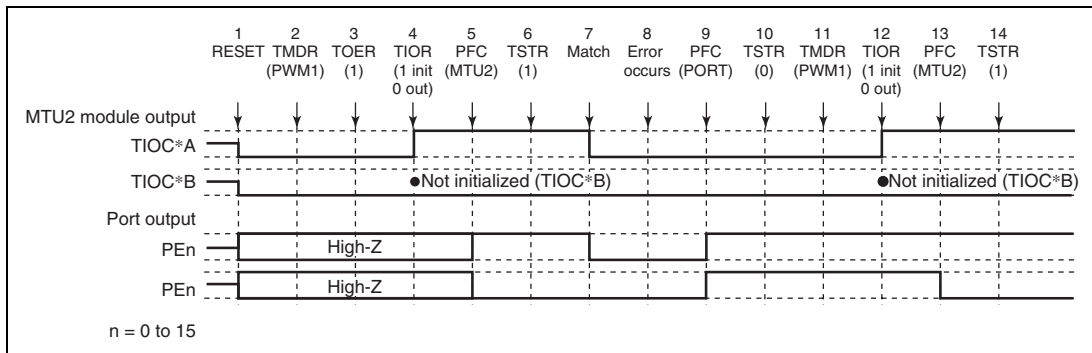 1 2 3 4 5 6 7 8 9 10 11 12 13 14
RESET TMDR TOER TIOR PFC TSTR Match Error PFC TSTR TMDR TIOR PFC TSTR
(PWM1) (1) (1 init (MTU2) (1) occurs (PORT) (0) (PWM1) (1 init (MTU2) (1)
0 out) 0 out)
MTU2 module output
TIOC*A
TIOC*B ●Not initialized (TIOC*B) ●Not initialized (TIOC*B)
Port output
PEn High-Z
PEn High-Z
n = 0 to 15